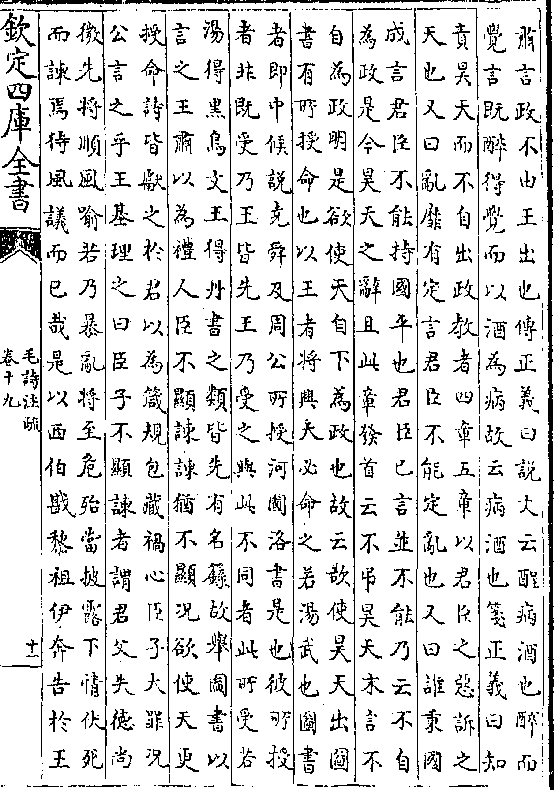 肅言政不由王出也傳正義曰說文云酲病酒也醉而
覺言既醉得覺而以酒為病故云病酒也箋正義曰知
責昊天而不自出政教者四章五章以君臣之惡訴之
天也又曰亂靡有定言君臣不能定亂也又曰誰秉國
成言君臣不能持國平也君臣已言並不能乃云不自
為政是令昊天之辭且此章發首云不弔昊天末言不
自為政明是欲使天自下為政也故云欲使昊天出圖
書有所授命也以王者將興天必命之若湯武也圖書
者即中候說堯舜及周公所授河圖洛書是也彼所授
者非既受乃王皆先王乃受之與此不同者此所受若
湯得黑烏文王得丹書之類皆先有名籙故舉圖書以
言之王肅以為禮人臣不顯諫諫猶不顯況欲使天更
授命詩皆獻之於君以為箴規包藏禍心臣子大罪況
公言之乎王基理之曰臣子不顯諫者謂君父失徳尚
微先將順風喻若乃暴亂將至危殆當披露下情伏死
而諫焉待風議而已哉是以西伯戡黎祖伊奔告於王
欽定四庫全書
毛詩注疏
卷十九
十一